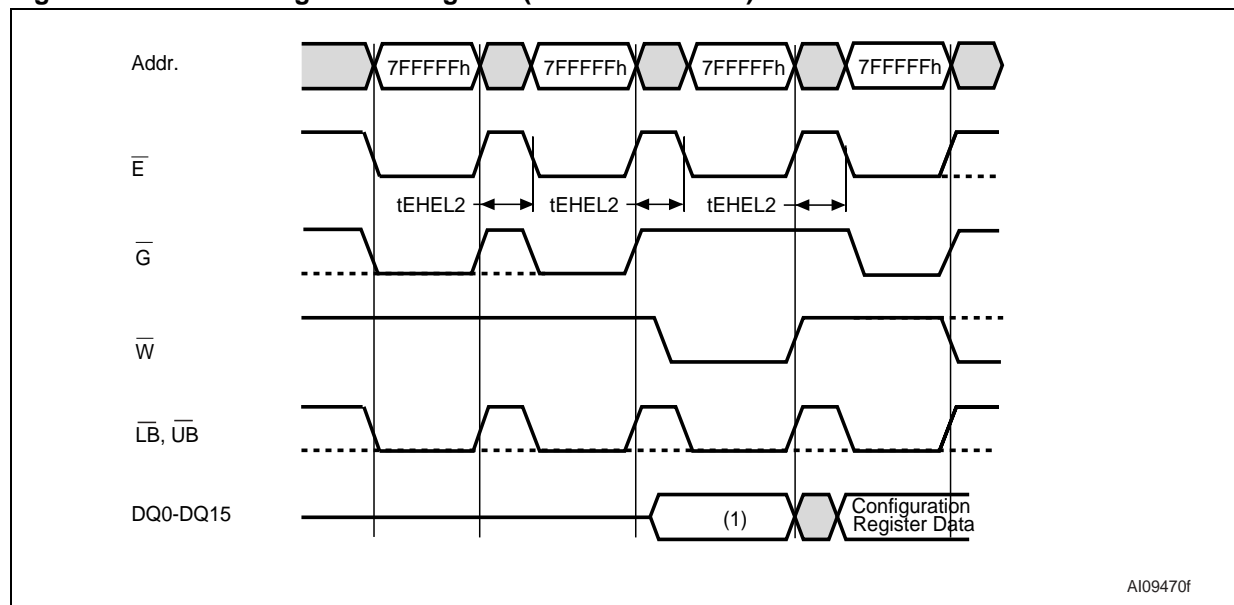 Addr.
7FFFFFh 7FFFFFh 7FFFFFh 7FFFFFh
E
tEHEL2 tEHEL2 tEHEL2
G
W
LB, UB
DQ0-DQ15
(1)
Configuration
Register Data
AI09470f